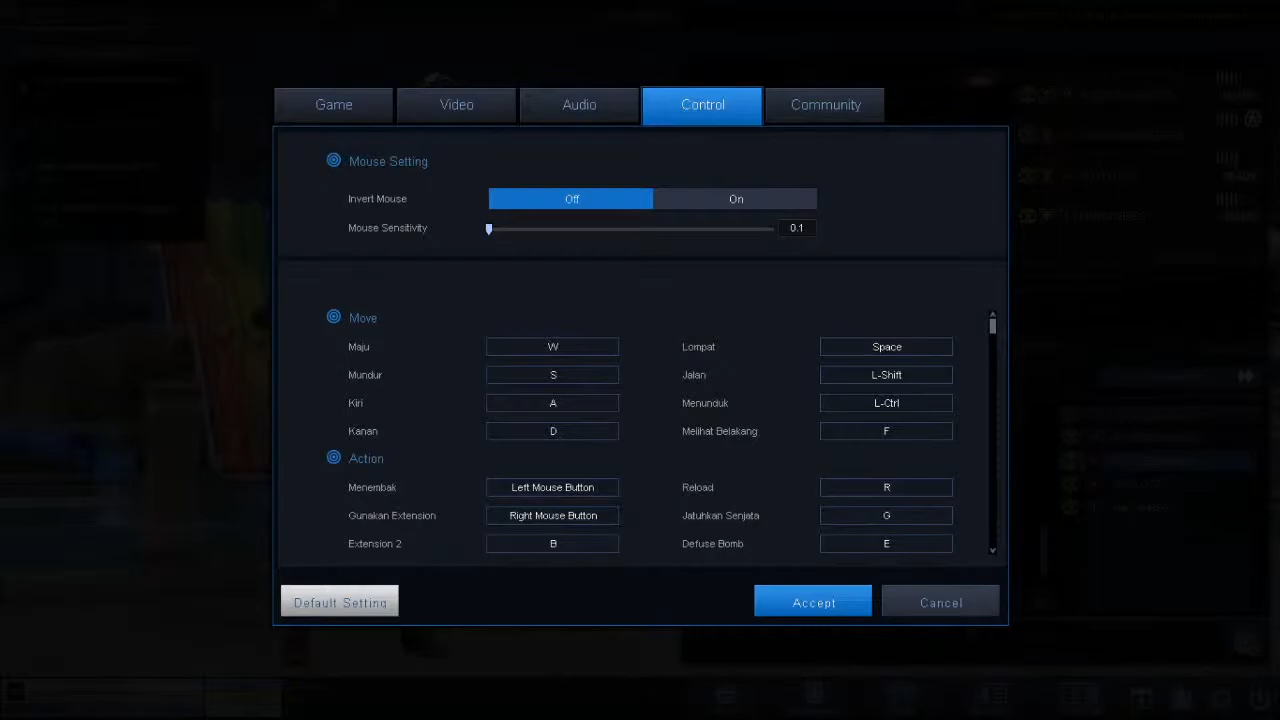 Game Video Audio Control Community
Mouse Setting
Invert Mouse Off On
Mouse Sensitivity 0.1
Move
Maju W Lompat Space
Mundur S Jalan L-Shift
Kiri A Menunduk L-Ctrl
Kanan D Melihat Belakang F
Action
Menembak Left Mouse Button Reload R
Gunakan Extension Right Mouse Button Jatuhkan Senjata G
Extension 2 B Defuse Bomb E
Default Setting Accept Cancel